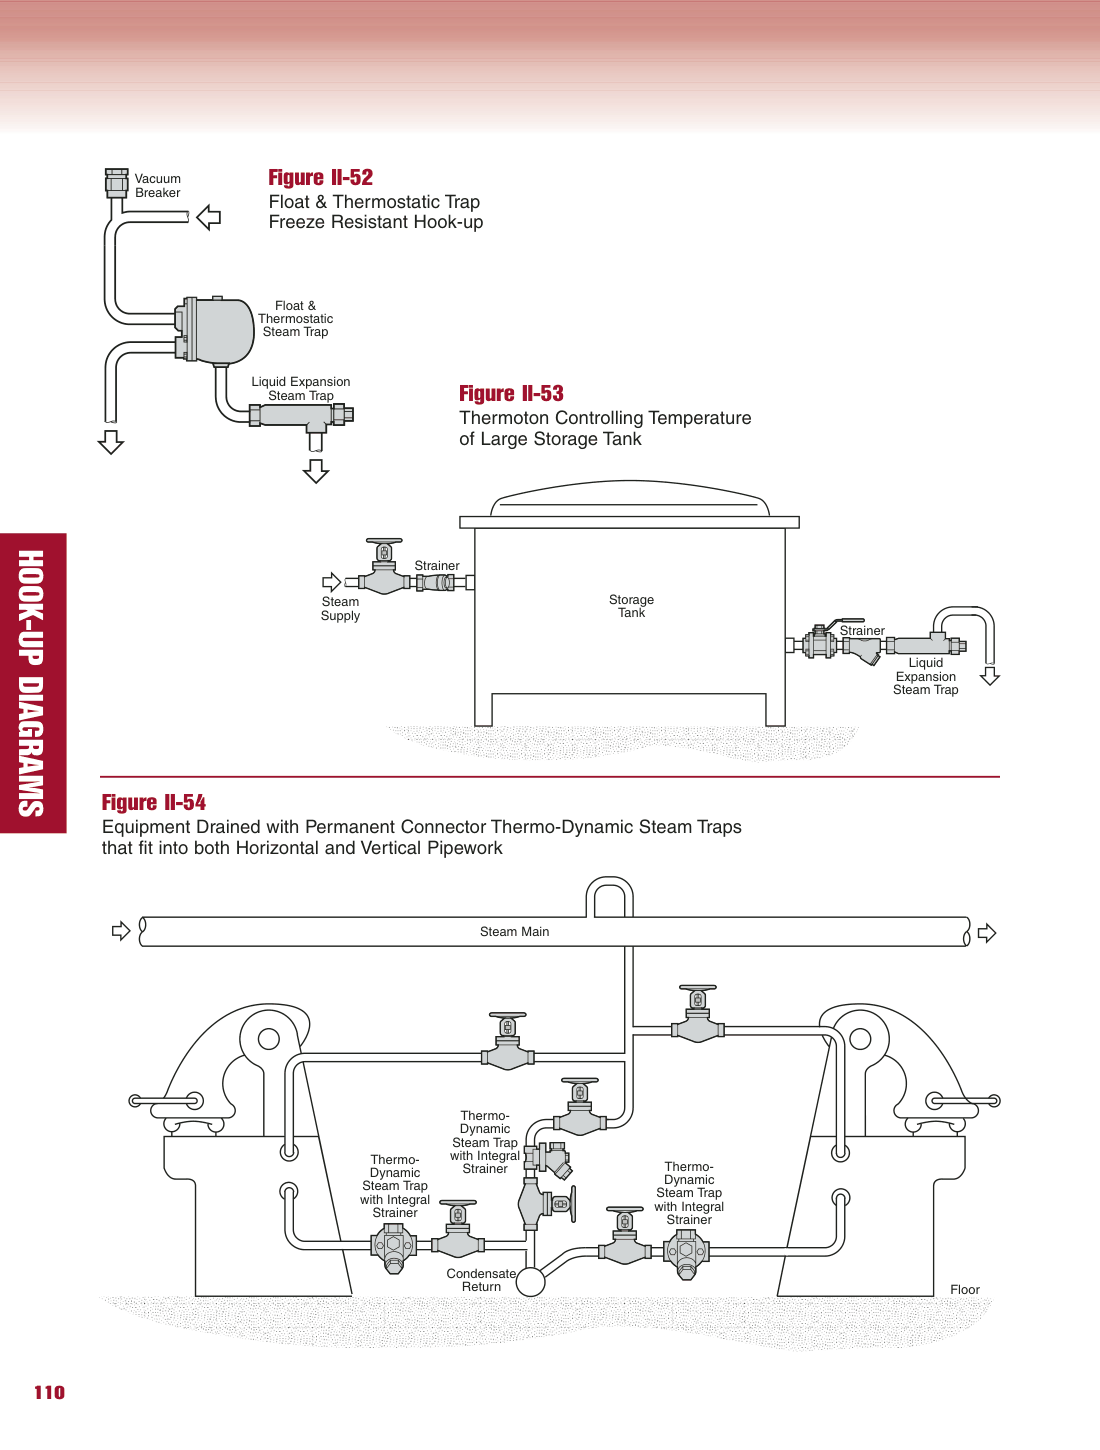 Vacuum
Breaker
Figure II-52
Float & Thermostatic Trap
Freeze Resistant Hook-up
Float &
Thermostatic
Steam Trap
Liquid Expansion
Steam Trap
Figure II-53
Thermoton Controlling Temperature
of Large Storage Tank
Strainer
Steam
Supply
Storage
Tank
Strainer
Liquid
Expansion
Steam Trap
HOOK-UP DIAGRAMS
Figure II-54
Equipment Drained with Permanent Connector Thermo-Dynamic Steam Traps
that fit into both Horizontal and Vertical Pipework
Steam Main
Thermo-
Dynamic
Steam Trap
with Integral
Strainer
Thermo-
Dynamic
Steam Trap
with Integral
Strainer
Thermo-
Dynamic
Steam Trap
with Integral
Strainer
Condensate
Return
Floor
110